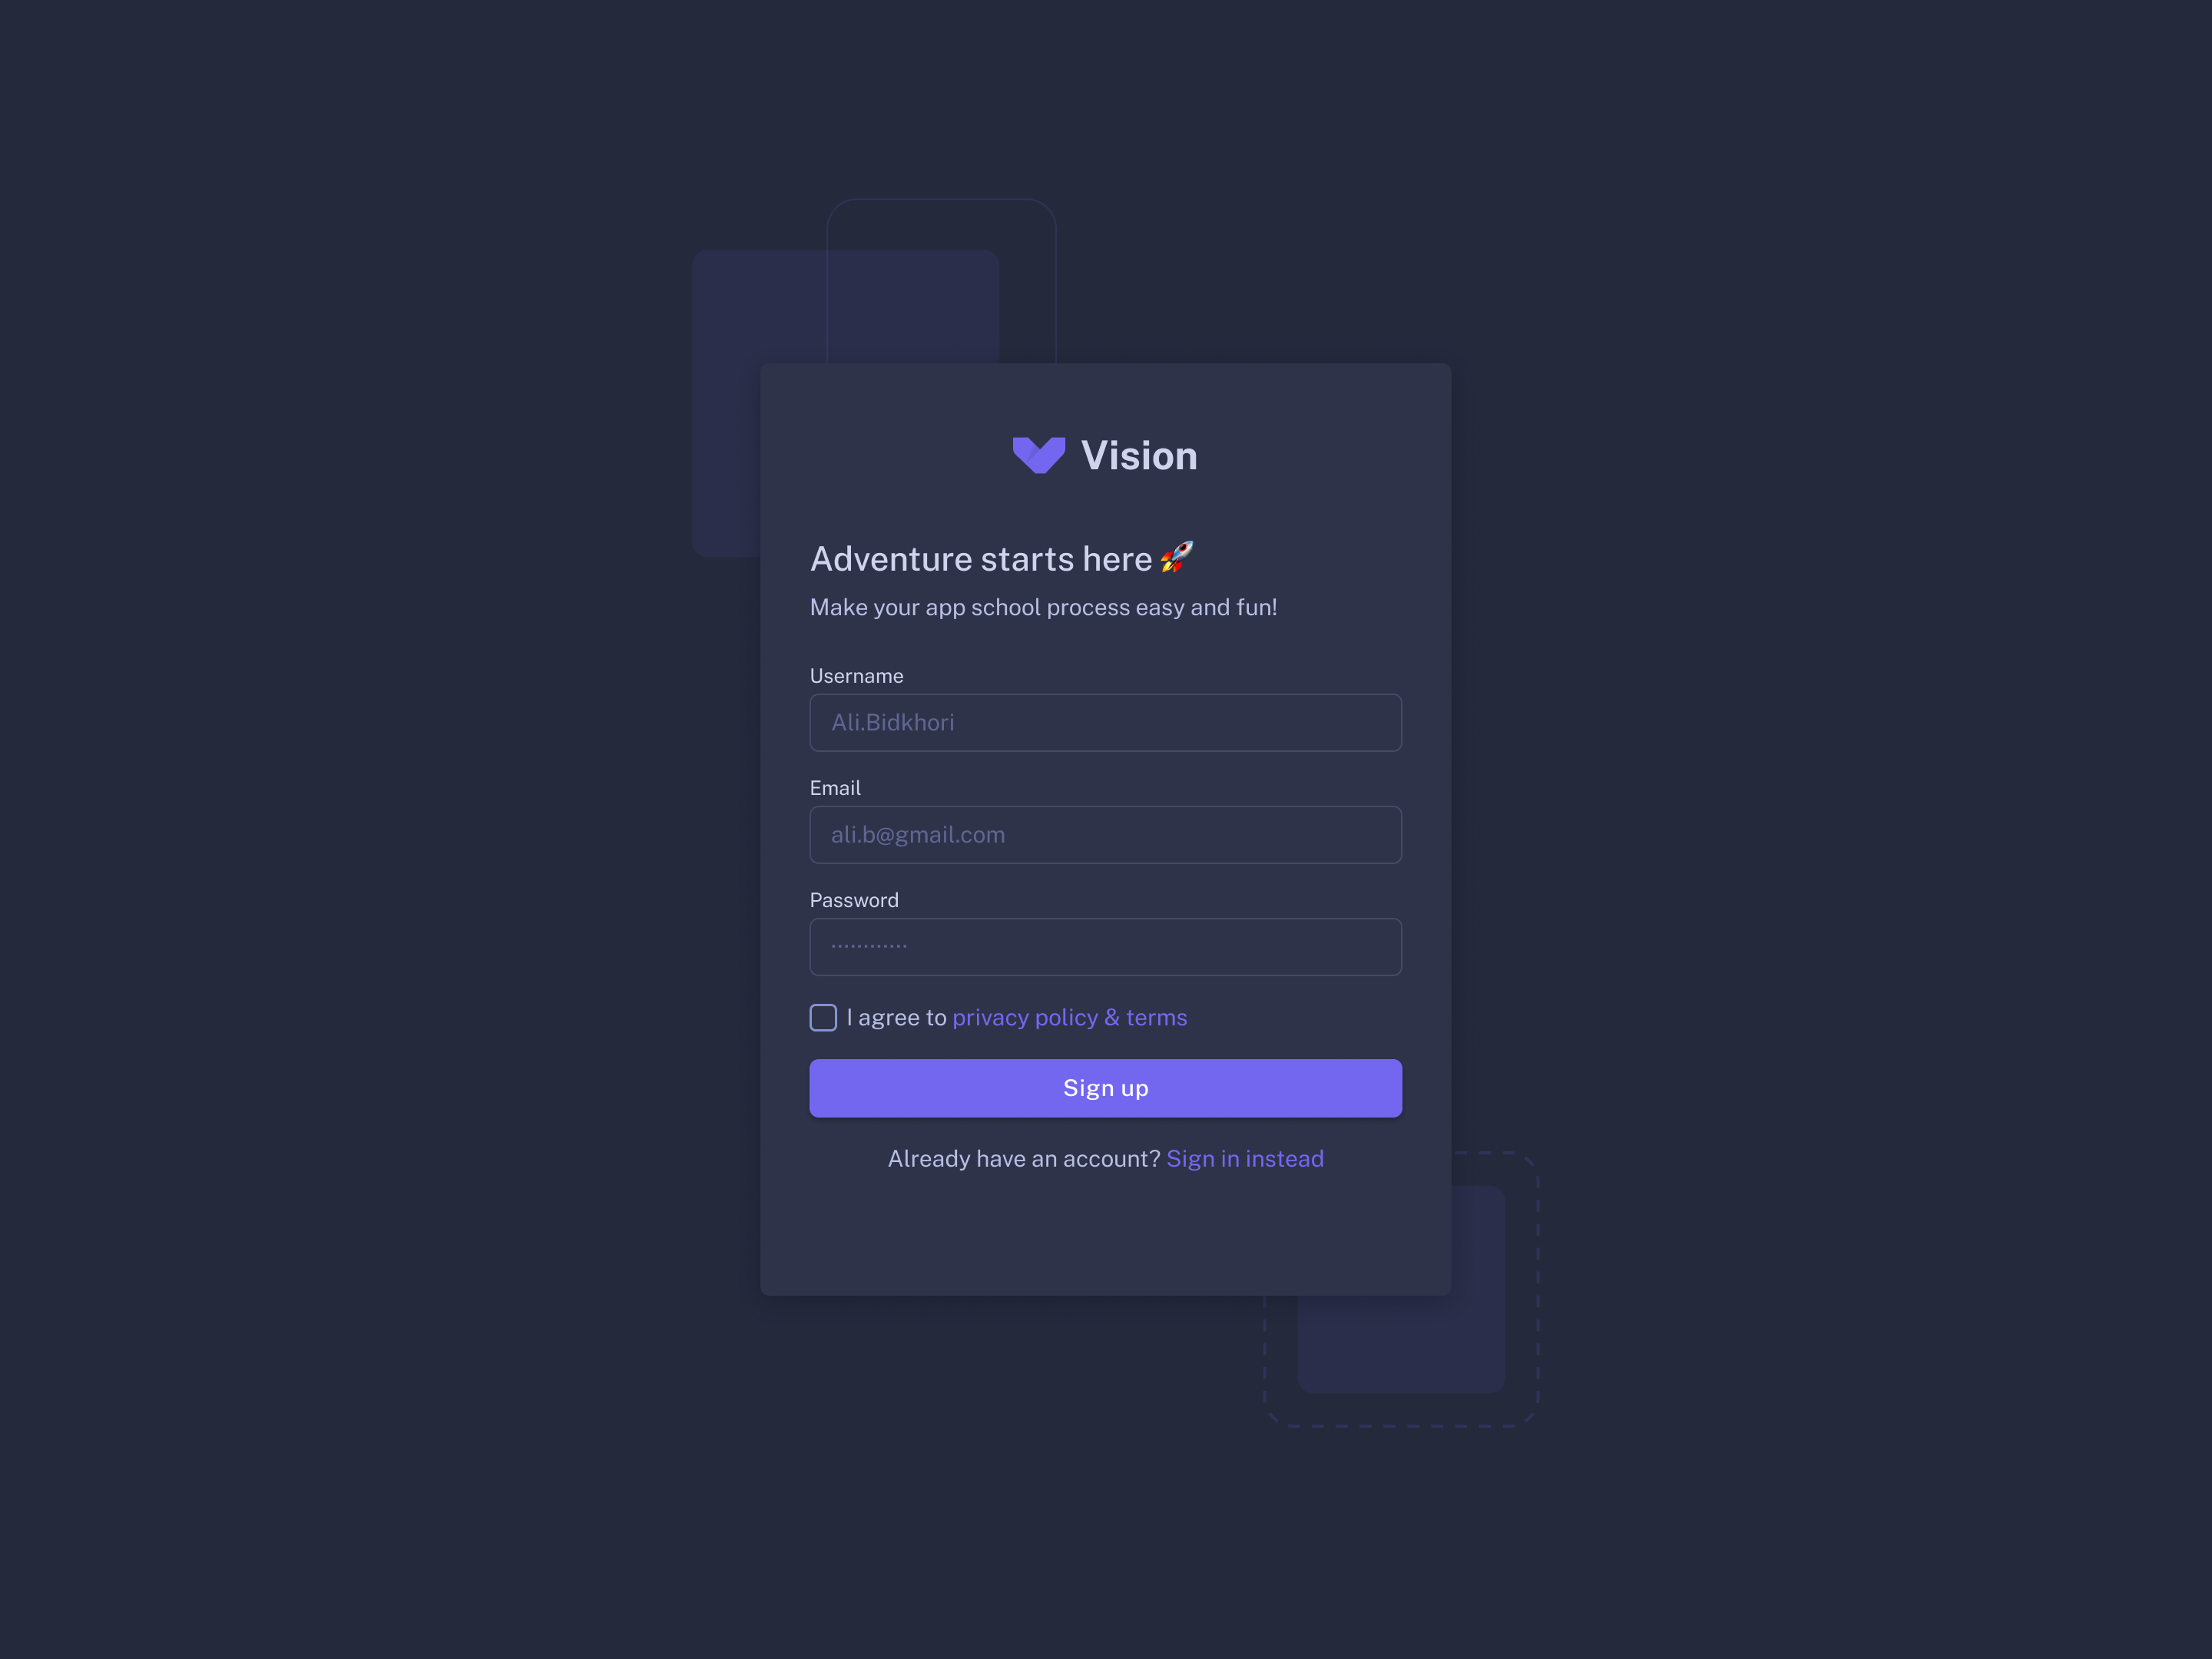 Vision
Adventure starts here 🚀
Make your app school process easy and fun!
Username
Ali.Bidkhori
Email
ali.b@gmail.com
Password
············
I agree to privacy policy & terms
Sign up
Already have an account? Sign in instead